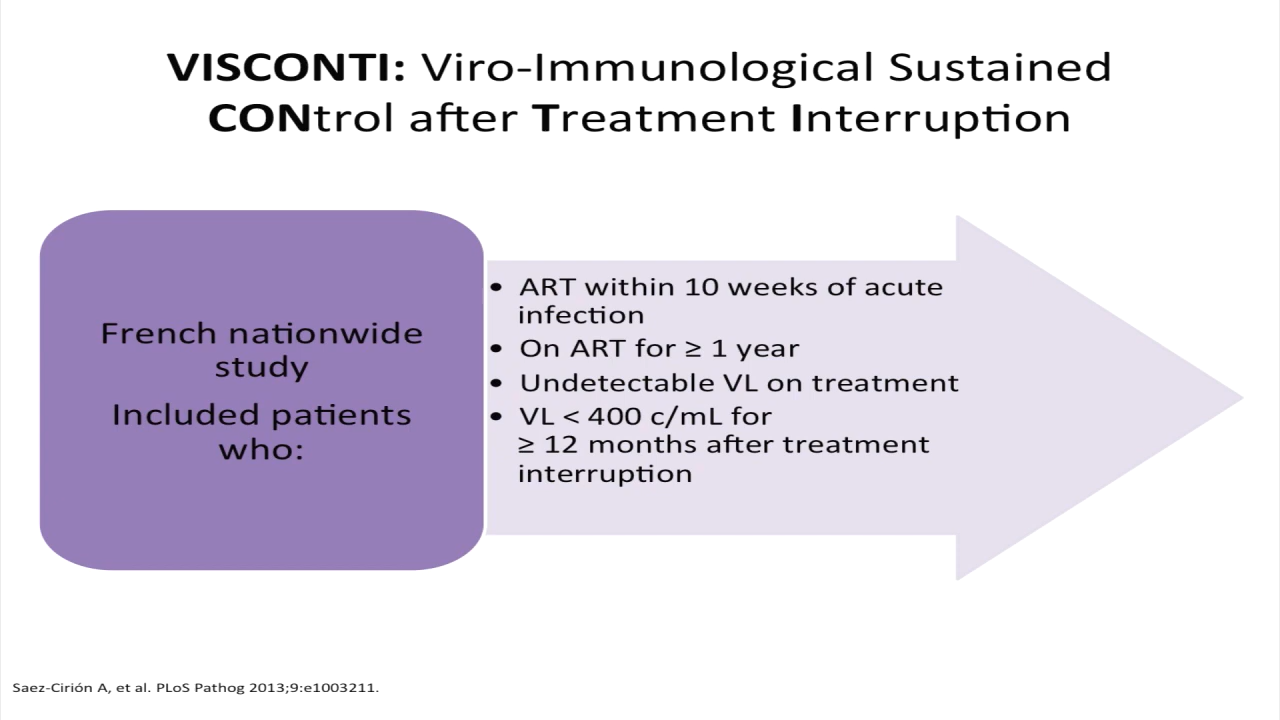 VISCONTI: Viro-Immunological Sustained
CONtrol after Treatment Interruption
French nationwide
study
Included patients
who:
• ART within 10 weeks of acute
infection
• On ART for ≥ 1 year
• Undetectable VL on treatment
• VL < 400 c/mL for
≥ 12 months after treatment
interruption
Saez-Cirión A, et al. PLoS Pathog 2013;9:e1003211.